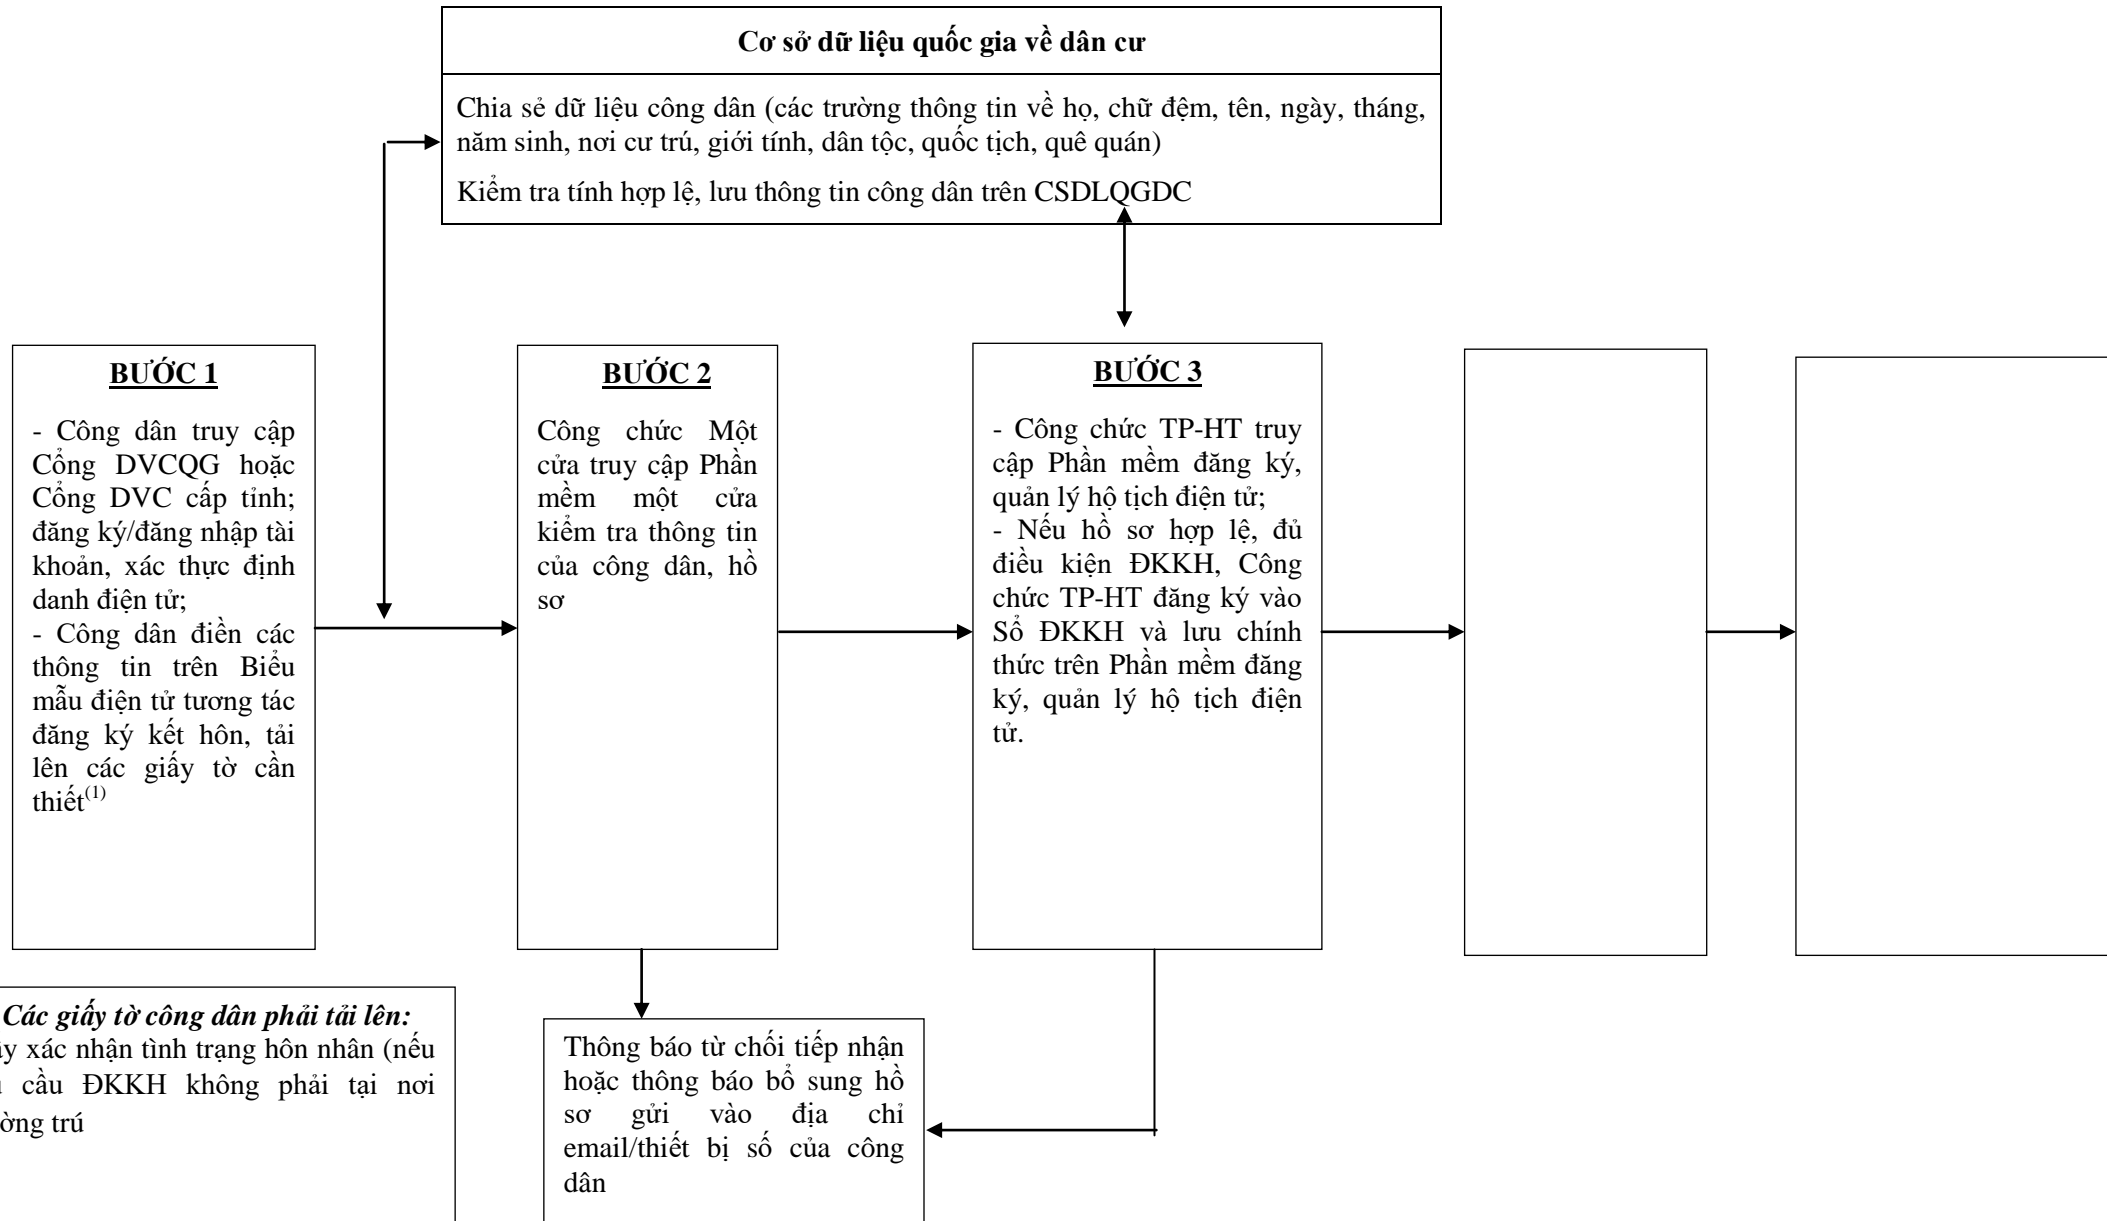 Cơ sở dữ liệu quốc gia về dân cư
Chia sẻ dữ liệu công dân (các trường thông tin về họ, chữ đệm, tên, ngày, tháng,
năm sinh, nơi cư trú, giới tính, dân tộc, quốc tịch, quê quán)
Kiểm tra tính hợp lệ, lưu thông tin công dân trên CSDLQGDC
BƯỚC 1
- Công dân truy cập
Cổng DVCQG hoặc
Cổng DVC cấp tỉnh;
đăng ký/đăng nhập tài
khoản, xác thực định
danh điện tử;
- Công dân điền các
thông tin trên Biểu
mẫu điện tử tương tác
đăng ký kết hôn, tải
lên các giấy tờ cần
thiết(1)
BƯỚC 2
Công chức Một
cửa truy cập Phần
mềm một cửa
kiểm tra thông tin
của công dân, hồ
sơ
BƯỚC 3
- Công chức TP-HT truy
cập Phần mềm đăng ký,
quản lý hộ tịch điện tử;
- Nếu hồ sơ hợp lệ, đủ
điều kiện ĐKKH, Công
chức TP-HT đăng ký vào
Sổ ĐKKH và lưu chính
thức trên Phần mềm đăng
ký, quản lý hộ tịch điện
tử.
Các giấy tờ công dân phải tải lên:
xác nhận tình trạng hôn nhân (nếu
cầu ĐKKH không phải tại nơi
trú
Thông báo từ chối tiếp nhận
hoặc thông báo bổ sung hồ
sơ gửi vào địa chỉ
email/thiết bị số của công
dân